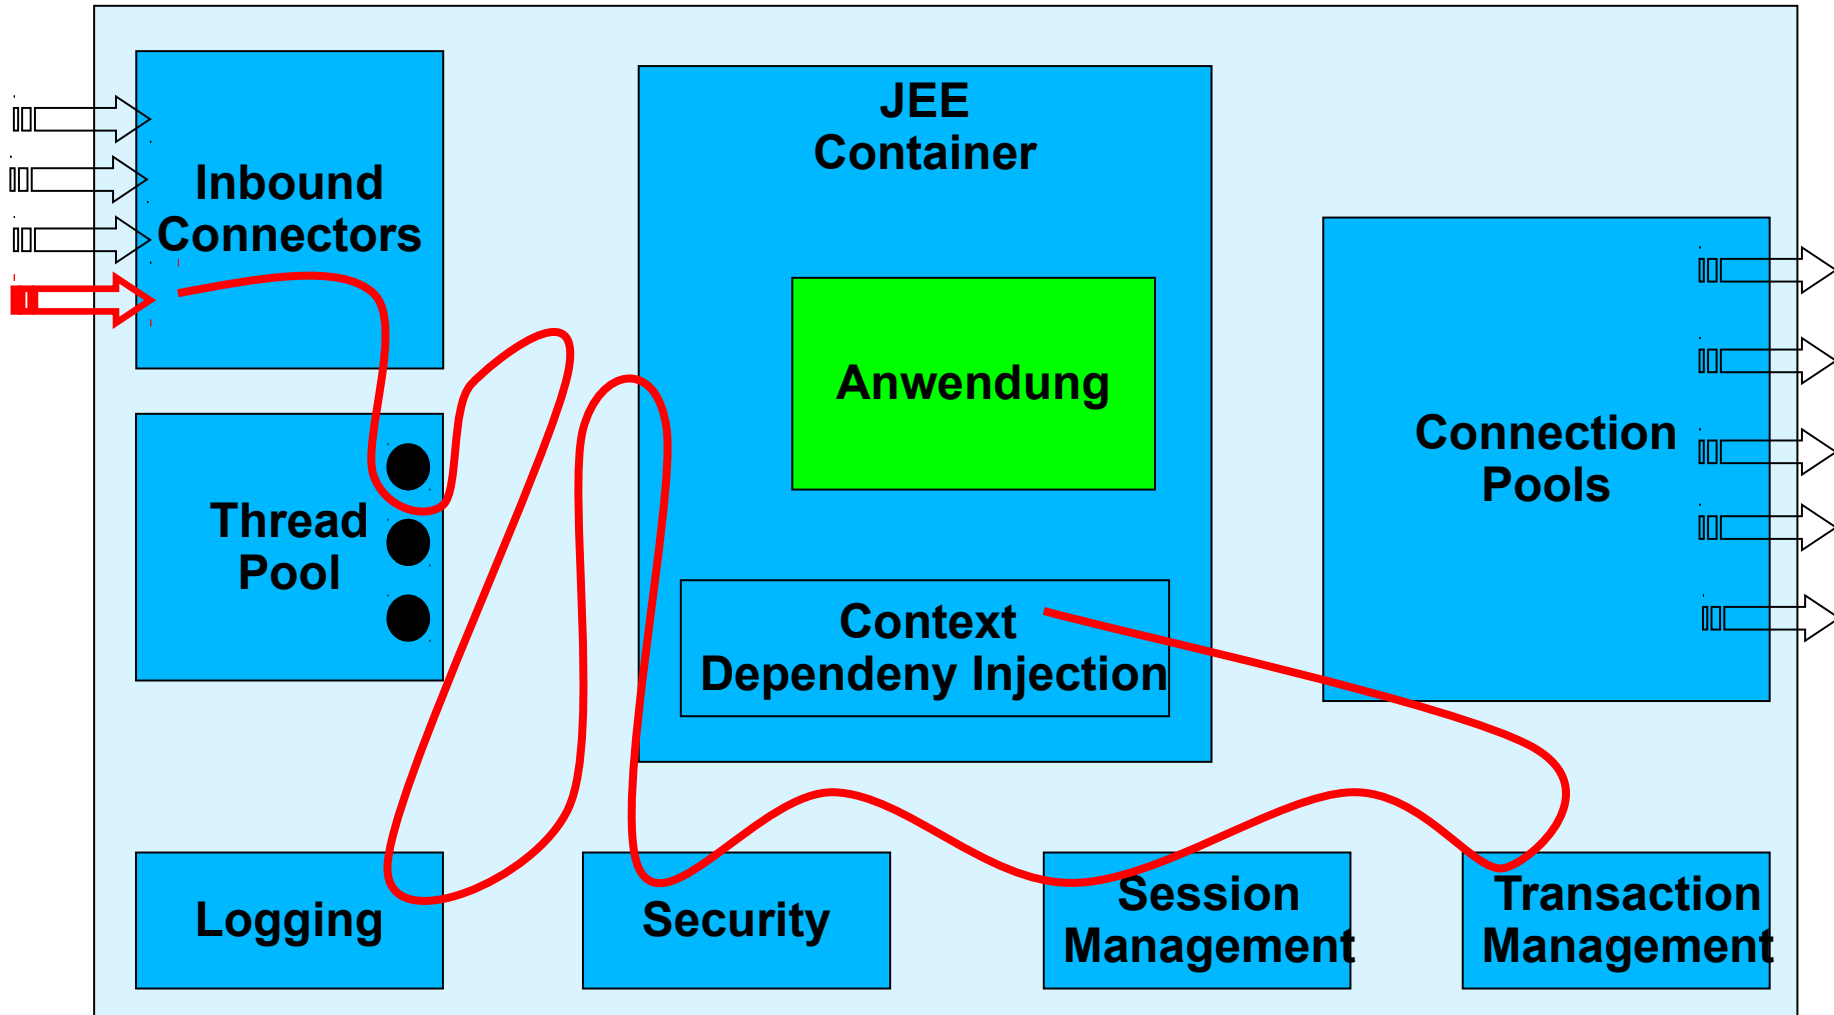 JEE
Container
Inbound
Connectors
Anwendung
Connection
Pools
Thread
Pool
Context
Dependeny Injection
Logging
Security
Session
Management
Transaction
Management